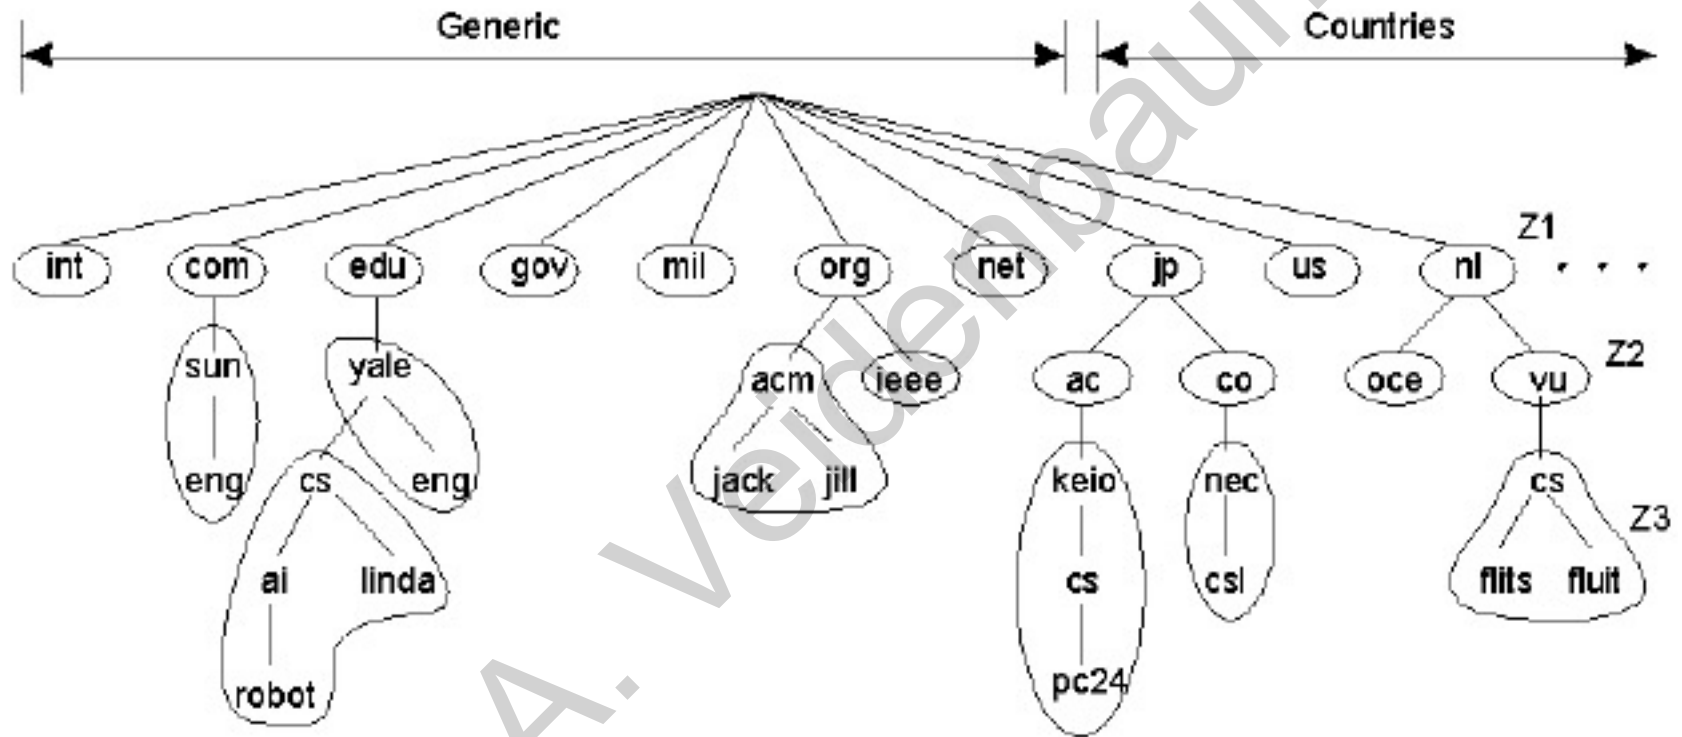 Generic Countries
Z1
int com edu gov mil org net jp us nl . . .
Z2
sun yale acm ieee ac co oce vu
eng cs eng jack jill keio nec cs
Z3
ai linda cs csl flits fluit
robot pc24
A. Veidenbaum